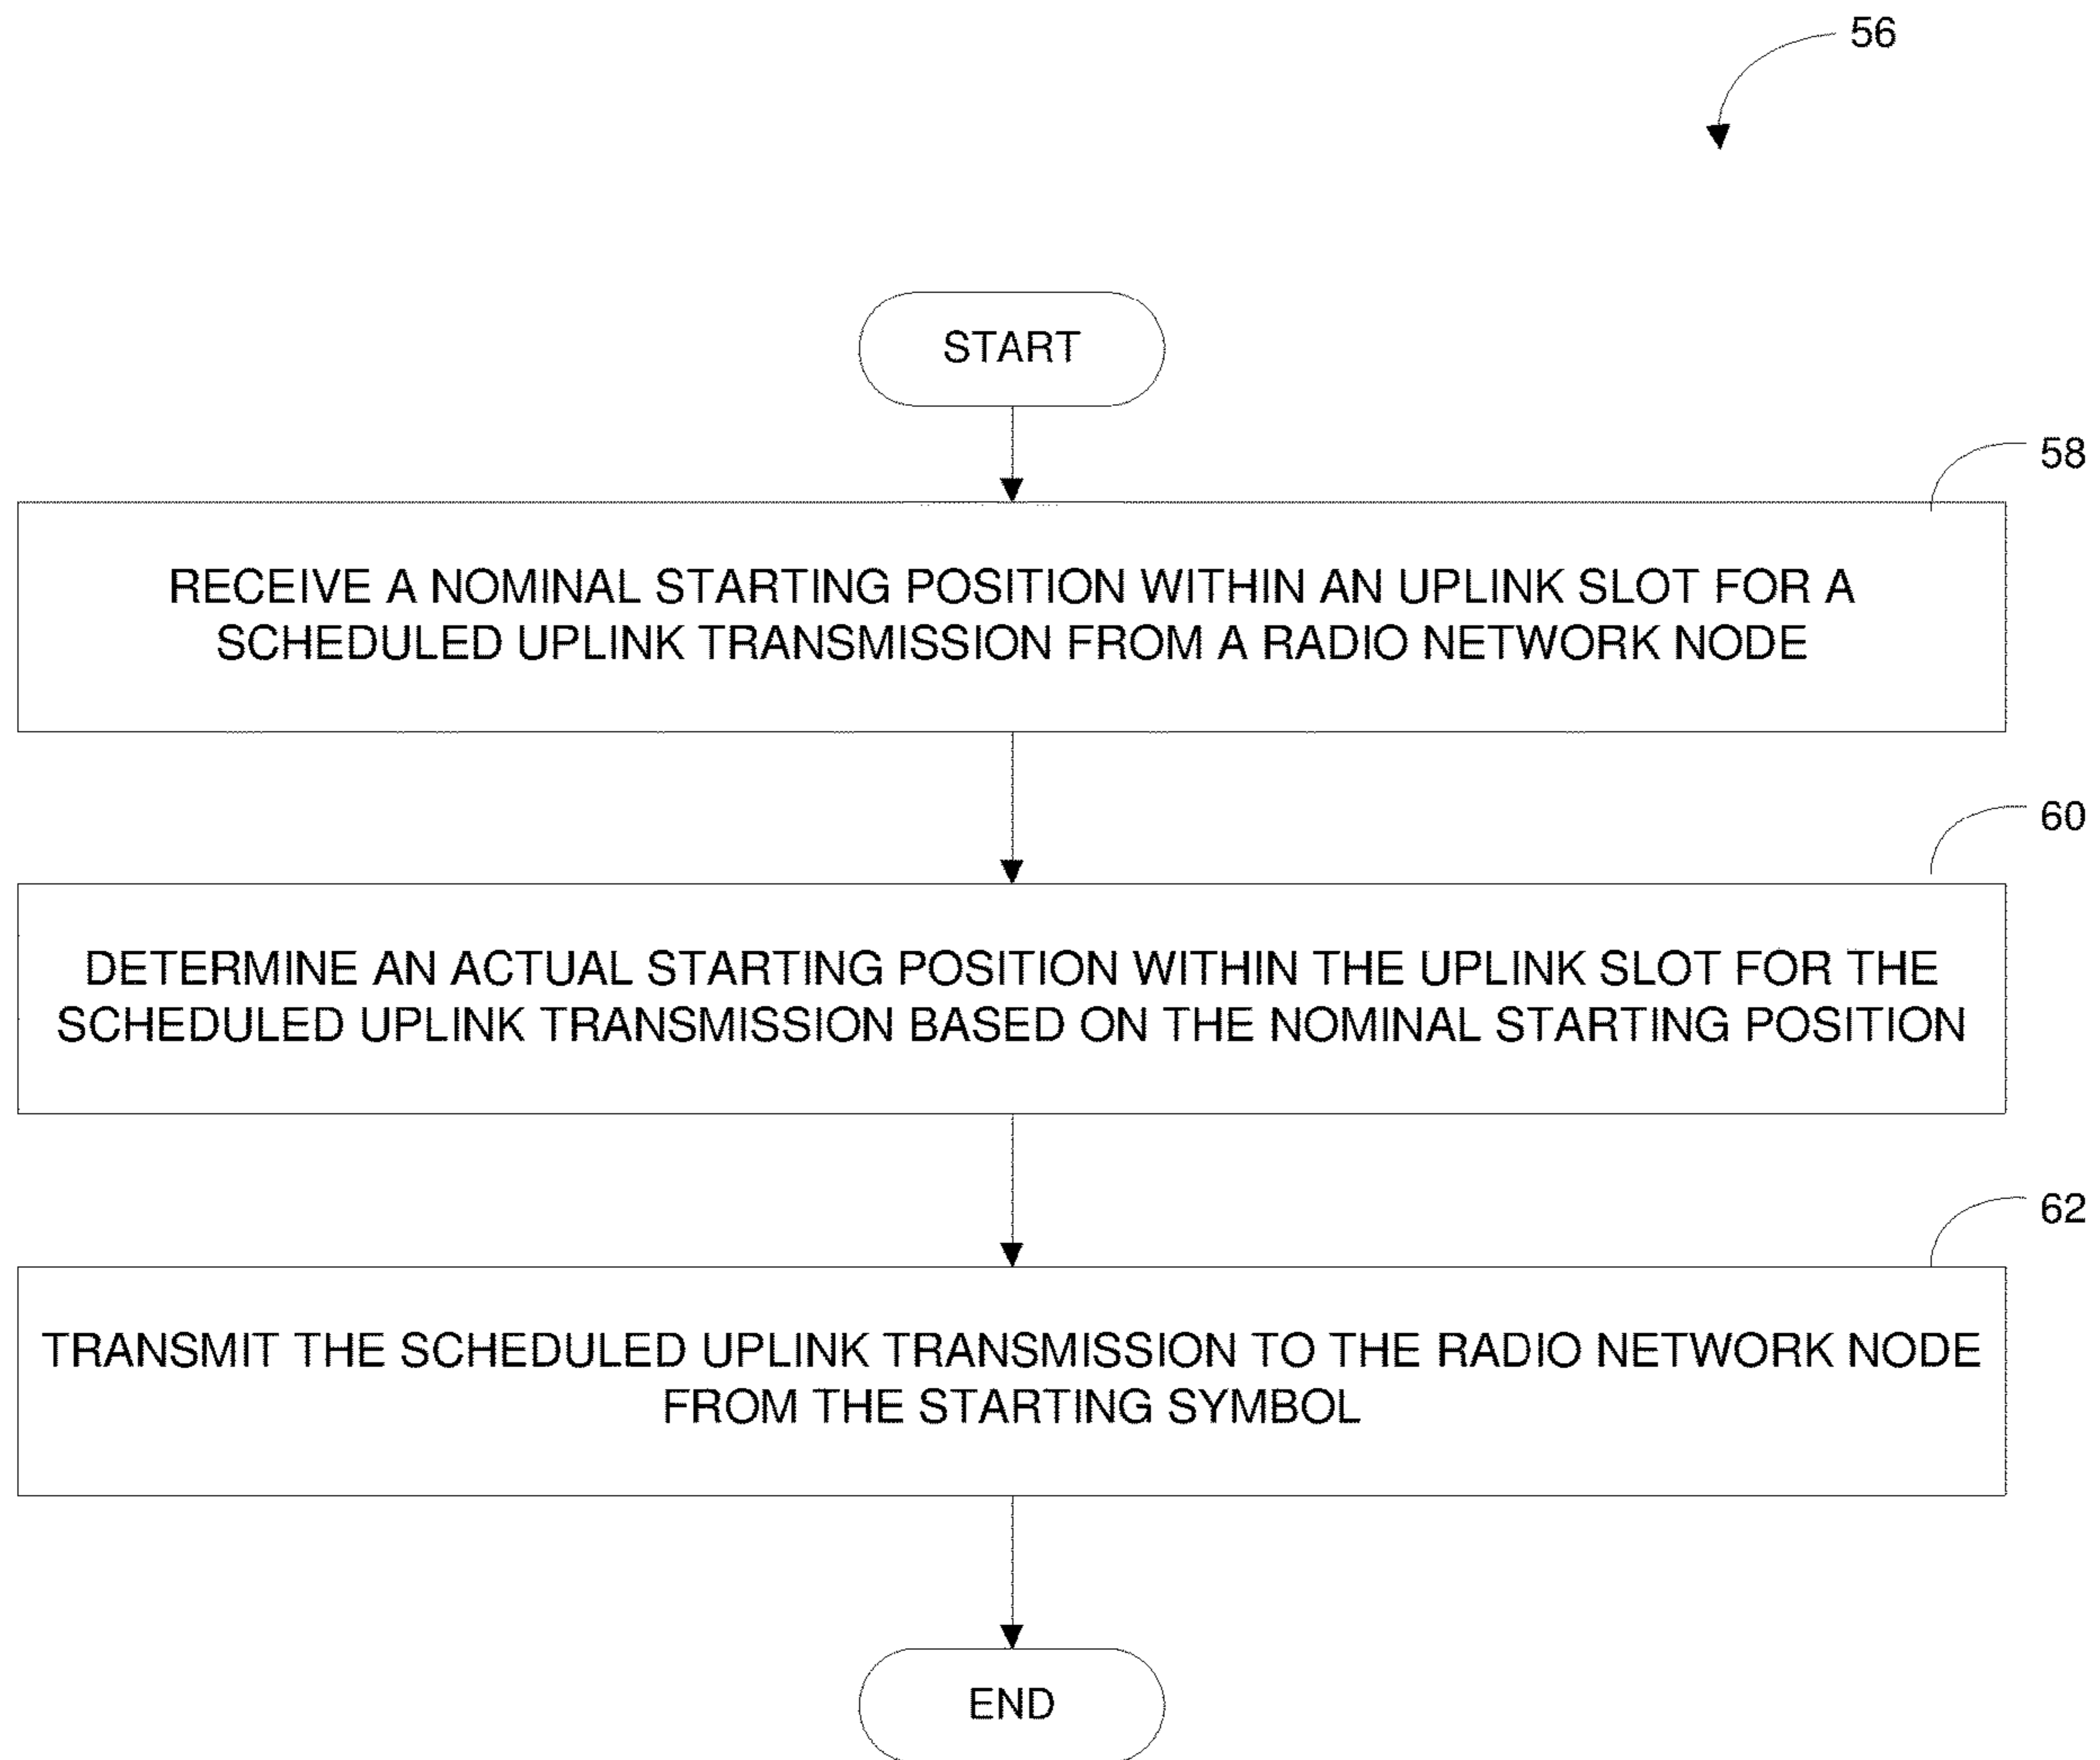 56
START
58
RECEIVE A NOMINAL STARTING POSITION WITHIN AN UPLINK SLOT FOR A
SCHEDULED UPLINK TRANSMISSION FROM A RADIO NETWORK NODE
60
DETERMINE AN ACTUAL STARTING POSITION WITHIN THE UPLINK SLOT FOR THE
SCHEDULED UPLINK TRANSMISSION BASED ON THE NOMINAL STARTING POSITION
62
TRANSMIT THE SCHEDULED UPLINK TRANSMISSION TO THE RADIO NETWORK NODE
FROM THE STARTING SYMBOL
END